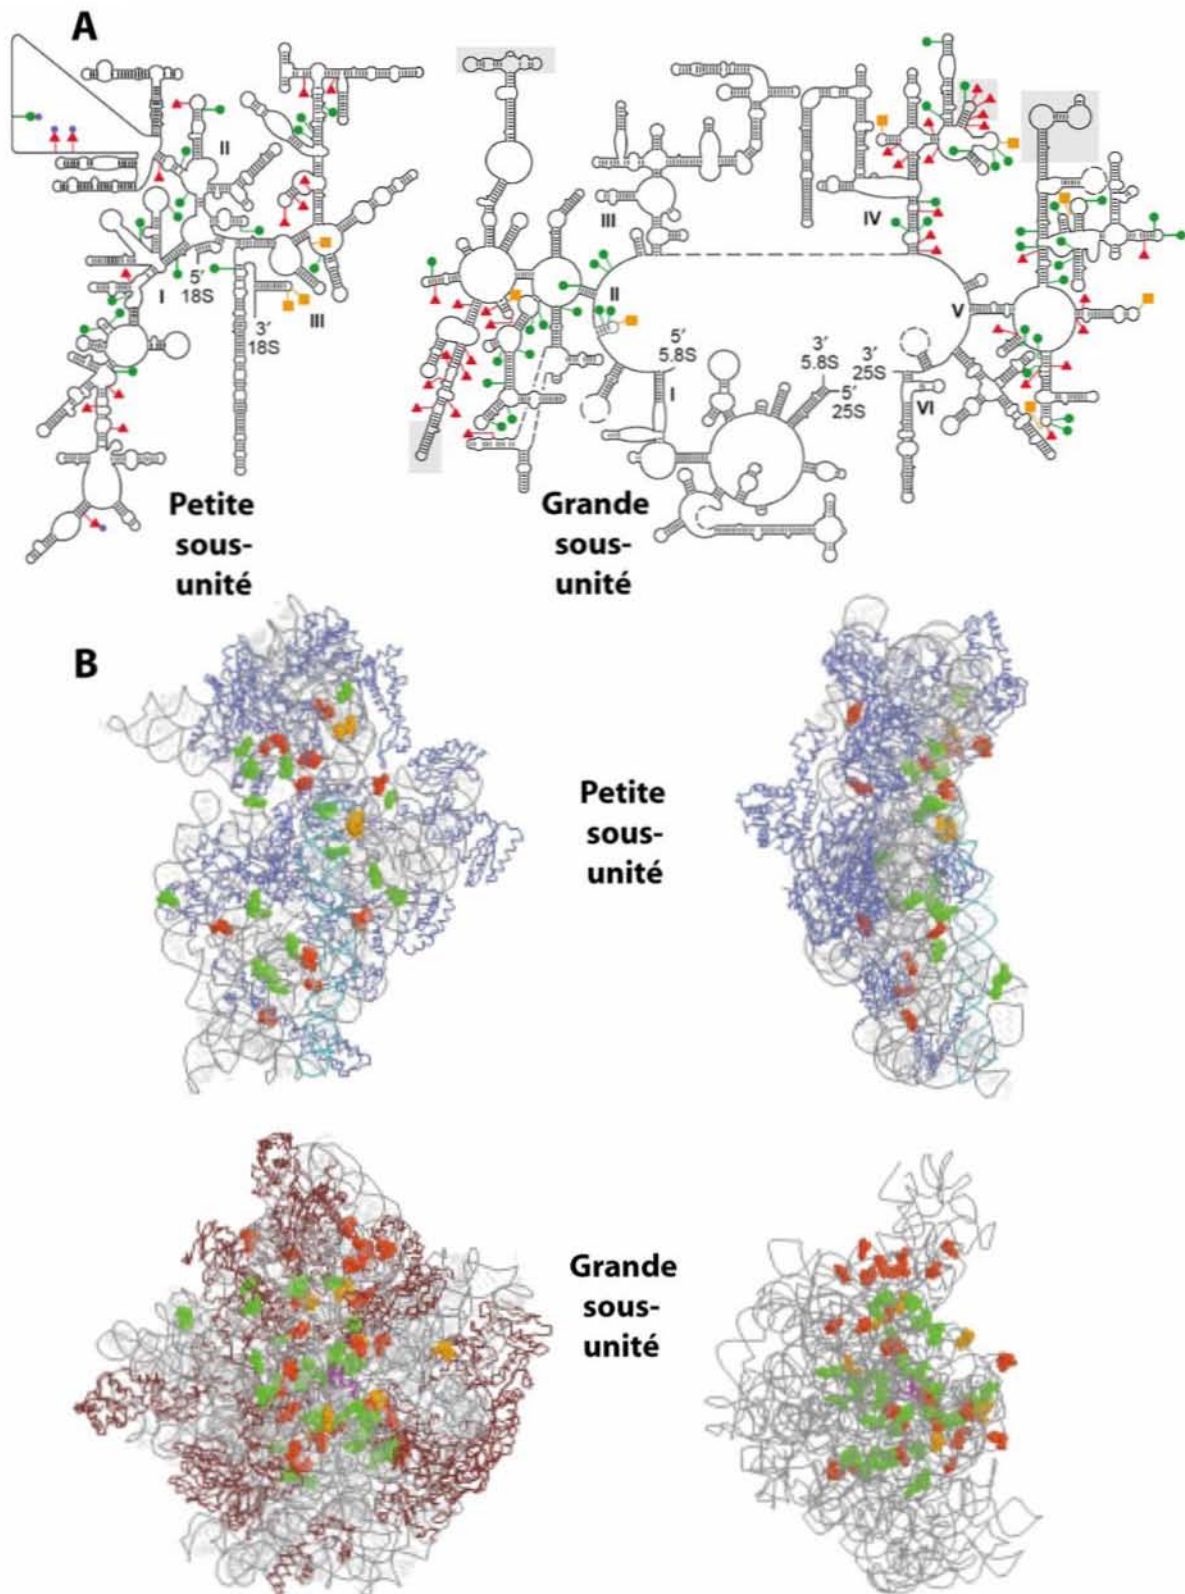 A
II
I
5′
18S
3′
18S
III
III
II
5′
5.8S
I
3′
5.8S
3′
25S
5′
25S
IV
V
VI
Petite
sous-
unité
Grande
sous-
unité
B
Petite
sous-
unité
Grande
sous-
unité